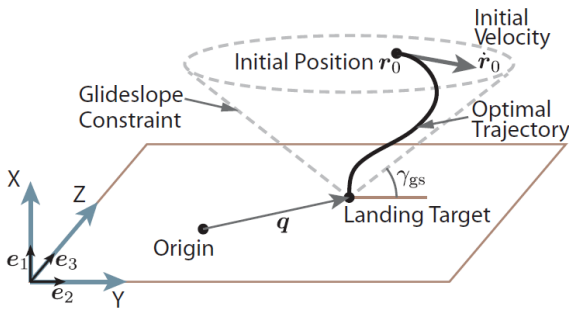 Initial
Velocity
Initial Position r₀
ṙ₀
Glideslope
Constraint
Optimal
Trajectory
X
Z
γgs
Landing Target
q
Origin
e₁
e₃
e₂
Y